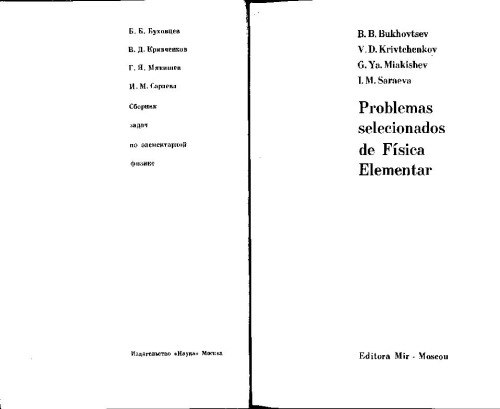 Б. Б. Буховцев
В. Д. Кривченков
Г. Я. Мякишев
И. М. Сараева
Сборник
задач
по элементарной
физике
Издательство «Наука» Москва
B. B. Bukhovtsev
V. D. Krivtchenkov
G. Ya. Miakishev
I. M. Saraeva
Problemas
selecionados
de Física
Elementar
Editora Mir - Moscou